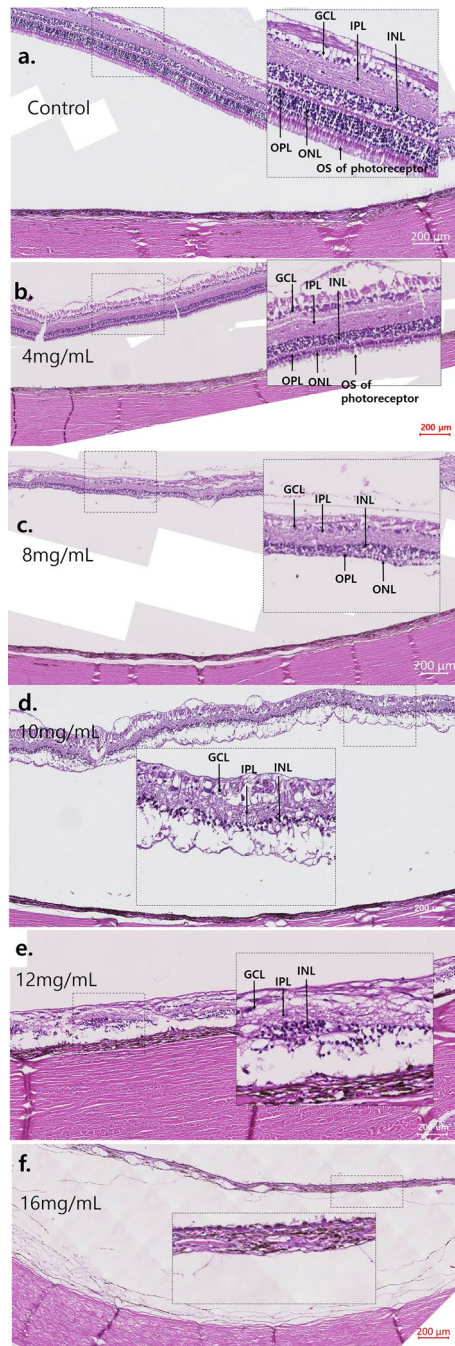 a.
Control
GCL
IPL
INL
OPL
ONL
OS of photoreceptor
200 µm
b.
4mg/mL
GCL
IPL
INL
OPL
ONL
OS of
photoreceptor
200 µm
c.
8mg/mL
GCL
IPL
INL
OPL
ONL
200 µm
d.
10mg/mL
GCL
IPL
INL
200 µm
e.
12mg/mL
GCL
IPL
INL
200 µm
f.
16mg/mL
200 µm